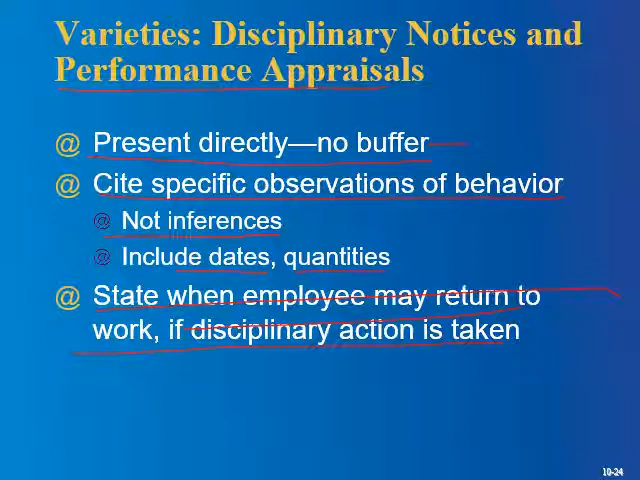 Varieties: Disciplinary Notices and
Performance Appraisals
@ Present directly—no buffer
@ Cite specific observations of behavior
@ Not inferences
@ Include dates, quantities
@ State when employee may return to
work, if disciplinary action is taken
10-24